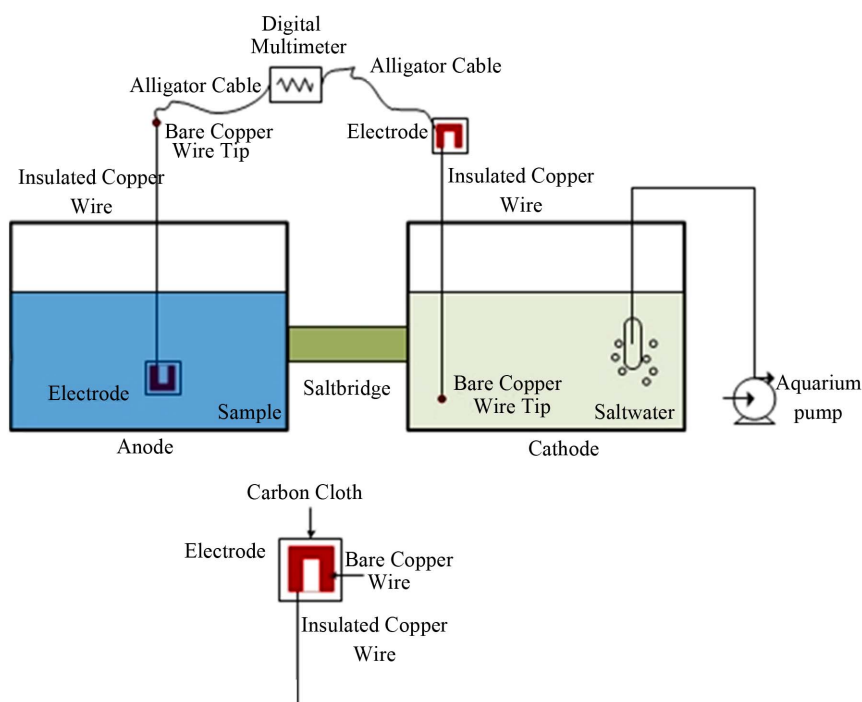 Digital
Multimeter
Alligator Cable
Alligator Cable
Bare Copper
Wire Tip
Electrode
Insulated Copper
Wire
Insulated Copper
Wire
Electrode
Sample
Saltbridge
Bare Copper
Wire Tip
Saltwater
Aquarium
pump
Anode
Cathode
Carbon Cloth
Electrode
Bare Copper
Wire
Insulated Copper
Wire